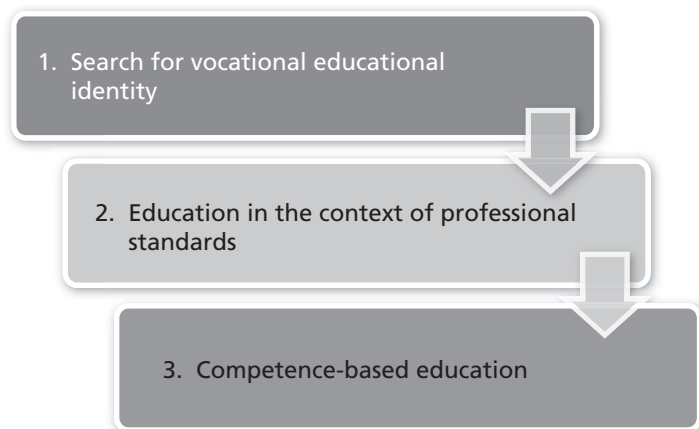 1. Search for vocational educational
identity
2. Education in the context of professional
standards
3. Competence-based education